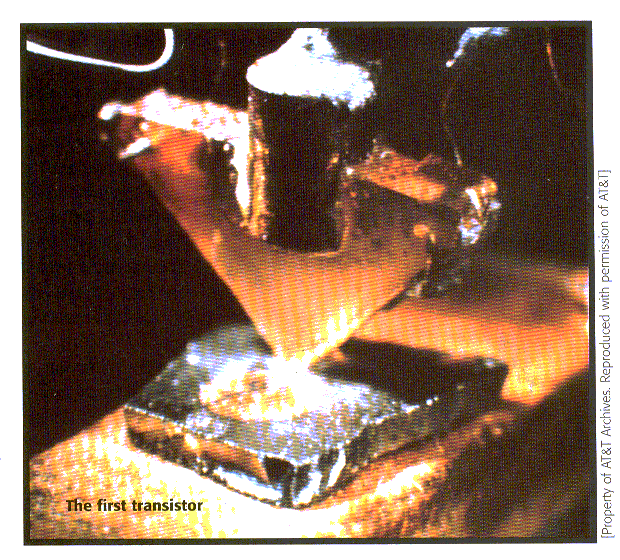 The first transistor
[Property of AT&T Archives. Reproduced with permission of AT&T]